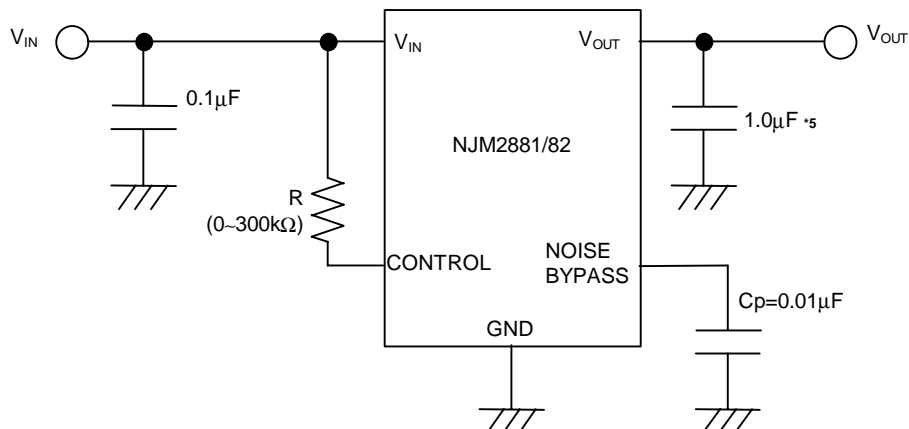 VIN
VIN
VOUT
VOUT
0.1μF
1.0μF *5
NJM2881/82
R
(0~300kΩ)
CONTROL
NOISE
BYPASS
Cp=0.01μF
GND